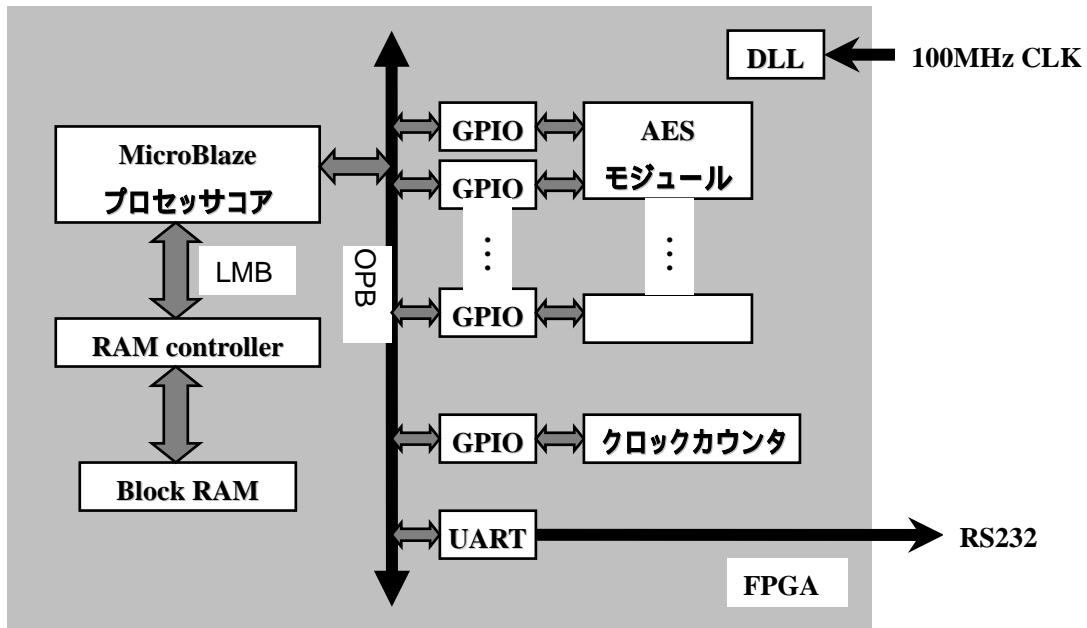 DLL
100MHz CLK
MicroBlaze
プロセッサコア
GPIO
AES
モジュール
GPIO
⋮
⋮
LMB
OPB
GPIO
RAM controller
GPIO
クロックカウンタ
Block RAM
UART
RS232
FPGA